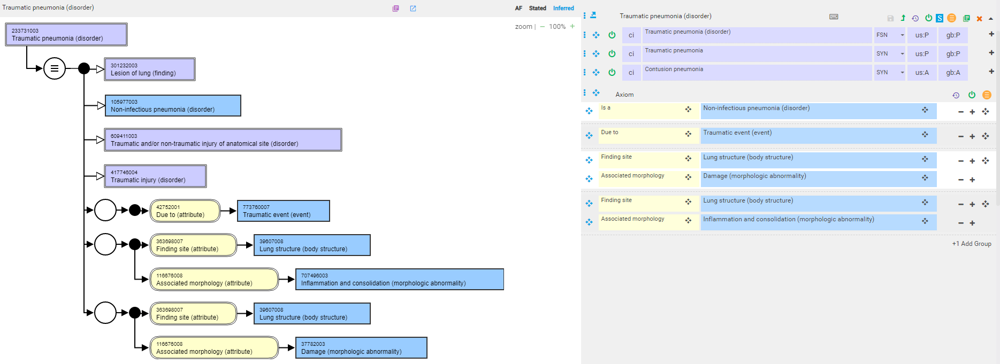 Traumatic pneumonia (disorder)
AF Stated Inferred
zoom | − 100% +
233731003
Traumatic pneumonia (disorder)
301232003
Lesion of lung (finding)
105977003
Non-infectious pneumonia (disorder)
609411003
Traumatic and/or non-traumatic injury of anatomical site (disorder)
417746004
Traumatic injury (disorder)
42752001
Due to (attribute)
773760007
Traumatic event (event)
363698007
Finding site (attribute)
39607008
Lung structure (body structure)
116676008
Associated morphology (attribute)
707496003
Inflammation and consolidation (morphologic abnormality)
363698007
Finding site (attribute)
39607008
Lung structure (body structure)
116676008
Associated morphology (attribute)
37782003
Damage (morphologic abnormality)
Traumatic pneumonia (disorder)
S
ci Traumatic pneumonia (disorder) FSN us:P gb:P
ci Traumatic pneumonia SYN us:P gb:P
ci Contusion pneumonia SYN us:A gb:A
Axiom
Is a Non-infectious pneumonia (disorder)
Due to Traumatic event (event)
Finding site Lung structure (body structure)
Associated morphology Damage (morphologic abnormality)
Finding site Lung structure (body structure)
Associated morphology Inflammation and consolidation (morphologic abnormality)
+1 Add Group